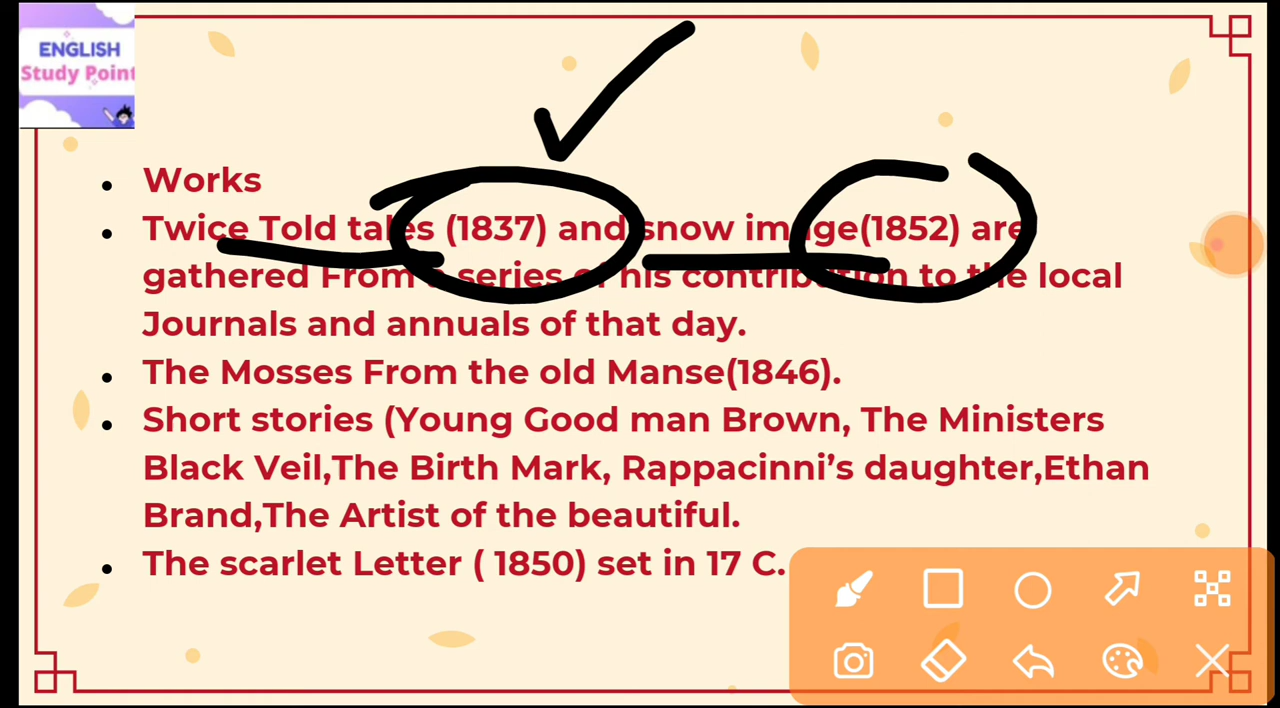 ENGLISH
Study Point
Works
Twice Told tales (1837) and snow image(1852) are
gathered From a series of his contribution to the local
Journals and annuals of that day.
The Mosses From the old Manse(1846).
Short stories (Young Good man Brown, The Ministers
Black Veil,The Birth Mark, Rappacinni’s daughter,Ethan
Brand,The Artist of the beautiful.
The scarlet Letter ( 1850) set in 17 C.